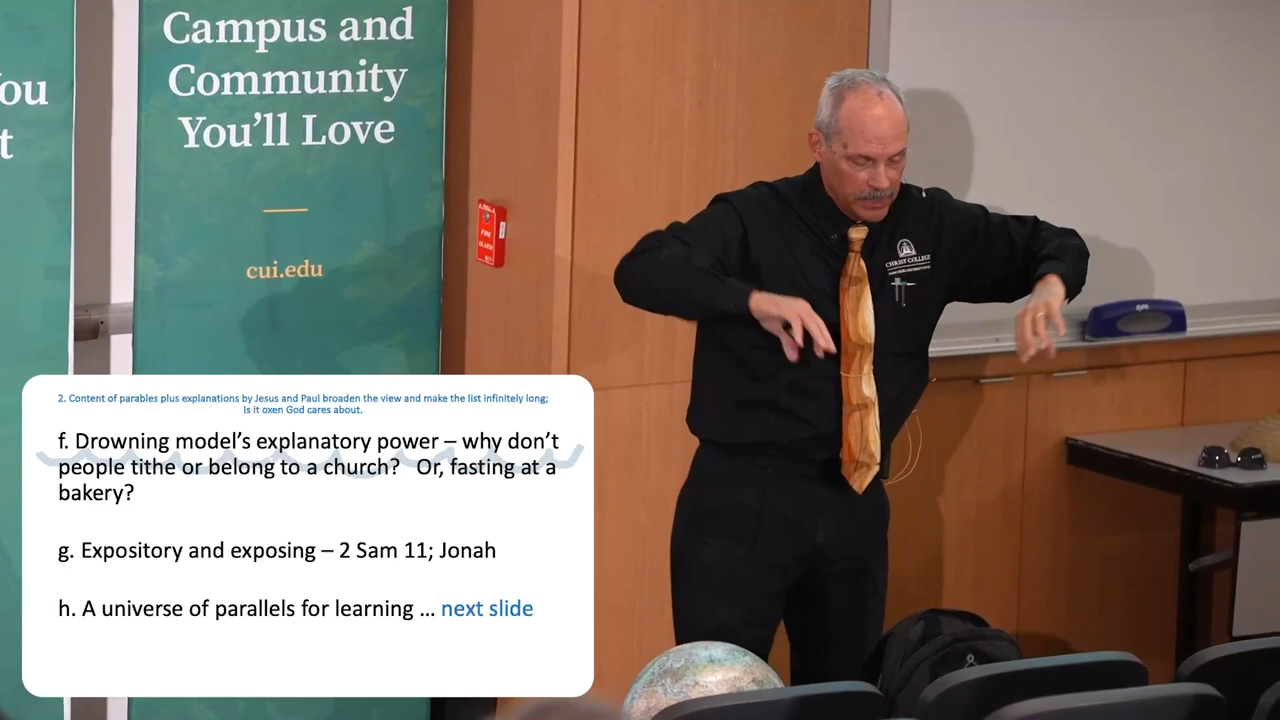 Campus and
Community
You'll Love
cui.edu
ou
t
FIRE
ALARM
CHRIST COLLEGE
2. Content of parables plus explanations by Jesus and Paul broaden the view and make the list infinitely long;
Is it oxen God cares about.
f. Drowning model's explanatory power – why don't
people tithe or belong to a church? Or, fasting at a
bakery?
g. Expository and exposing – 2 Sam 11; Jonah
h. A universe of parallels for learning … next slide